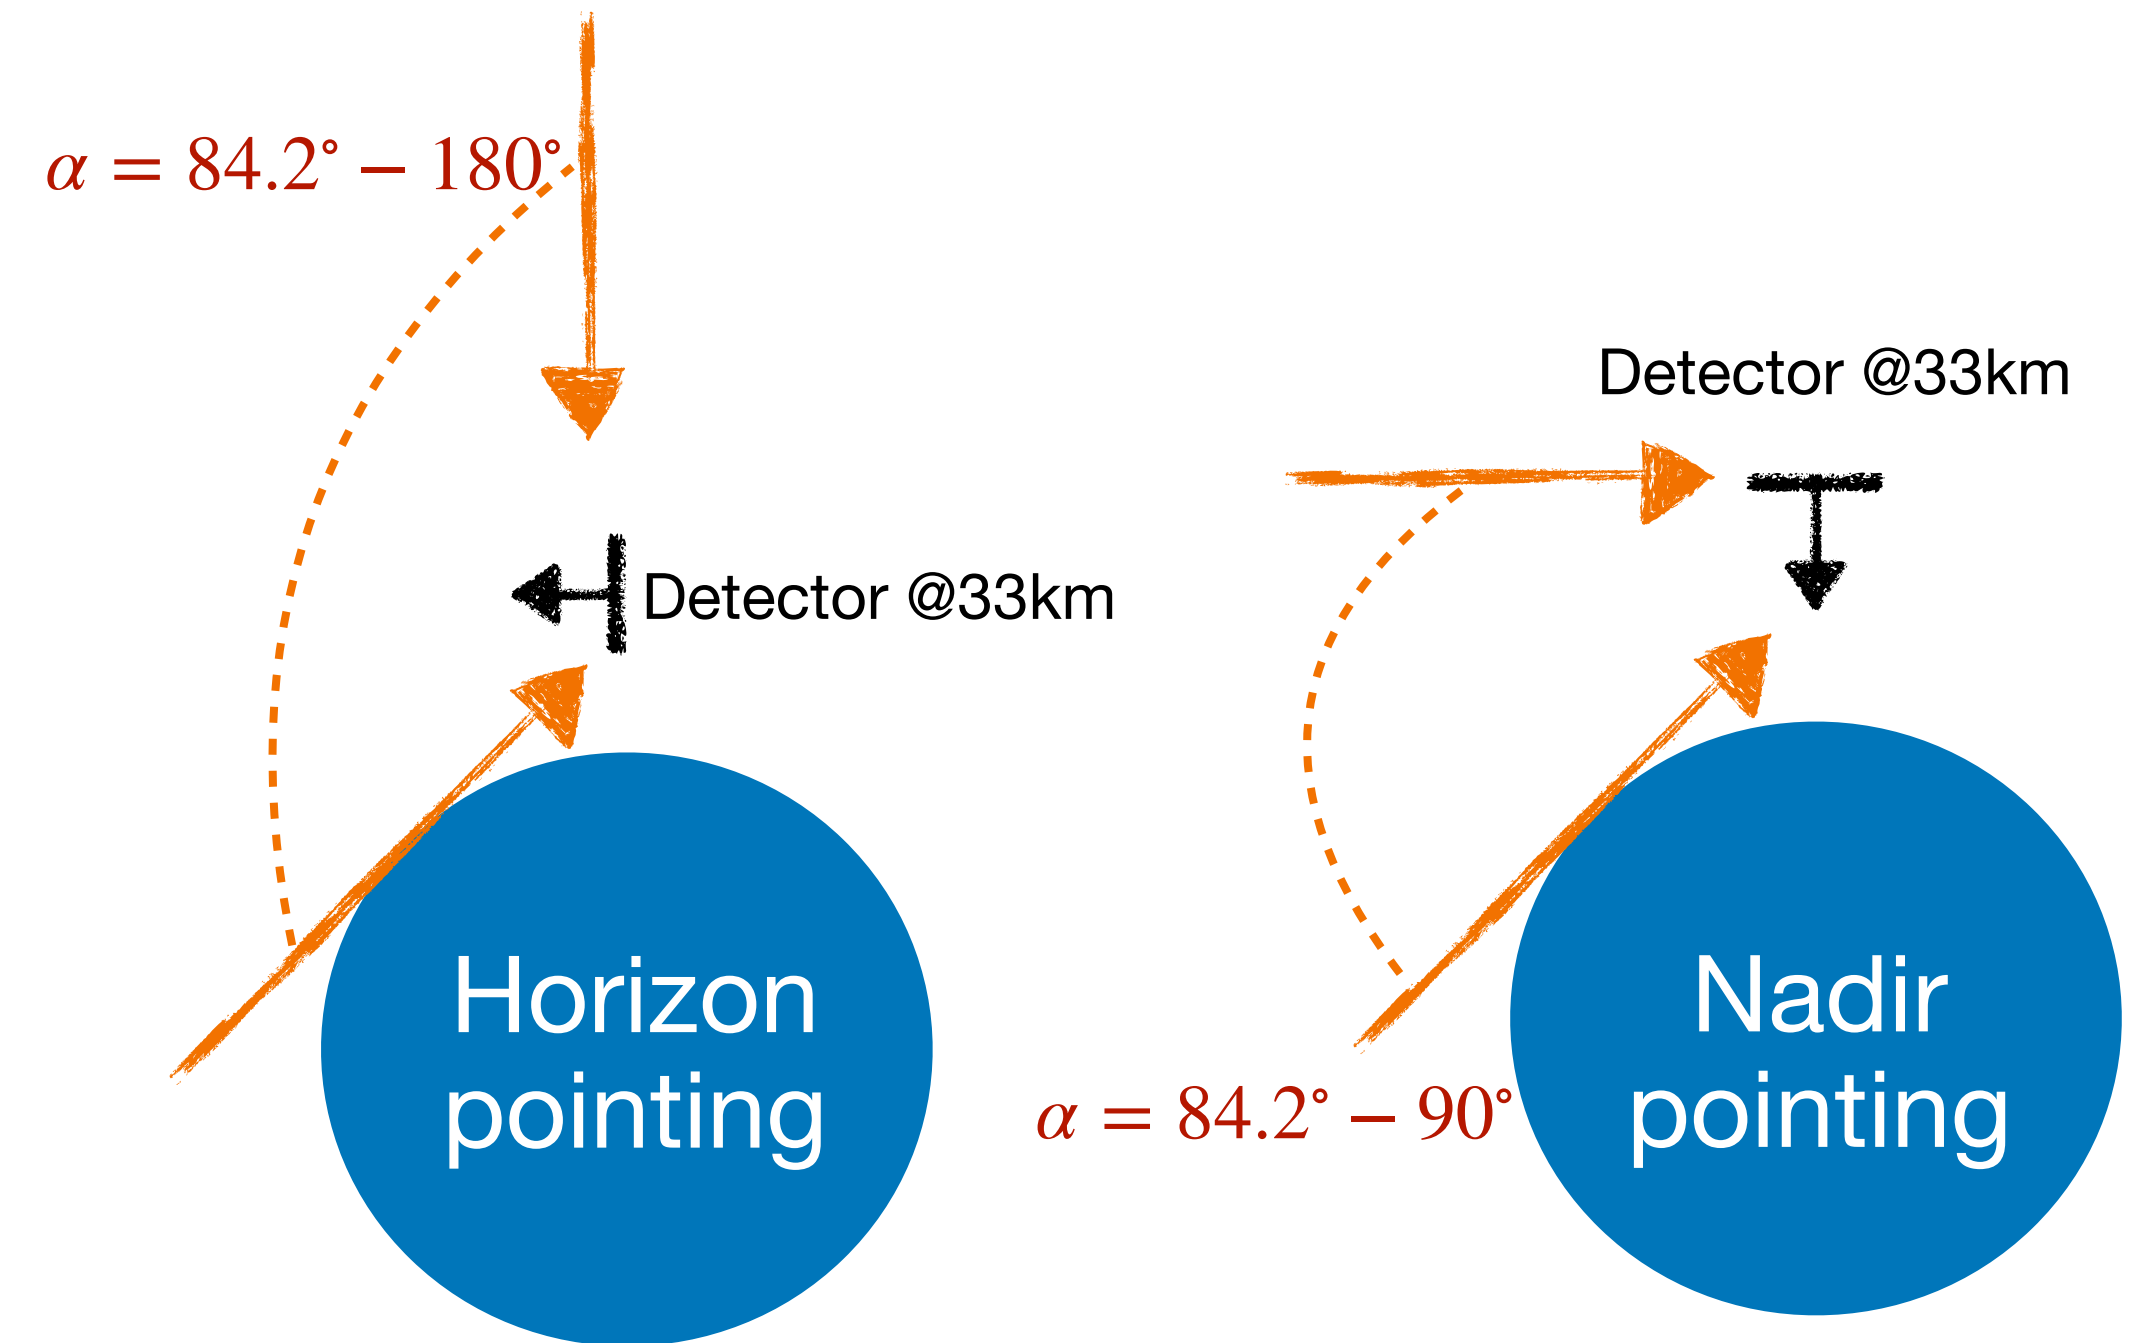 α = 84.2° − 180°
Detector @33km
Horizon
pointing
Detector @33km
α = 84.2° − 90°
Nadir
pointing